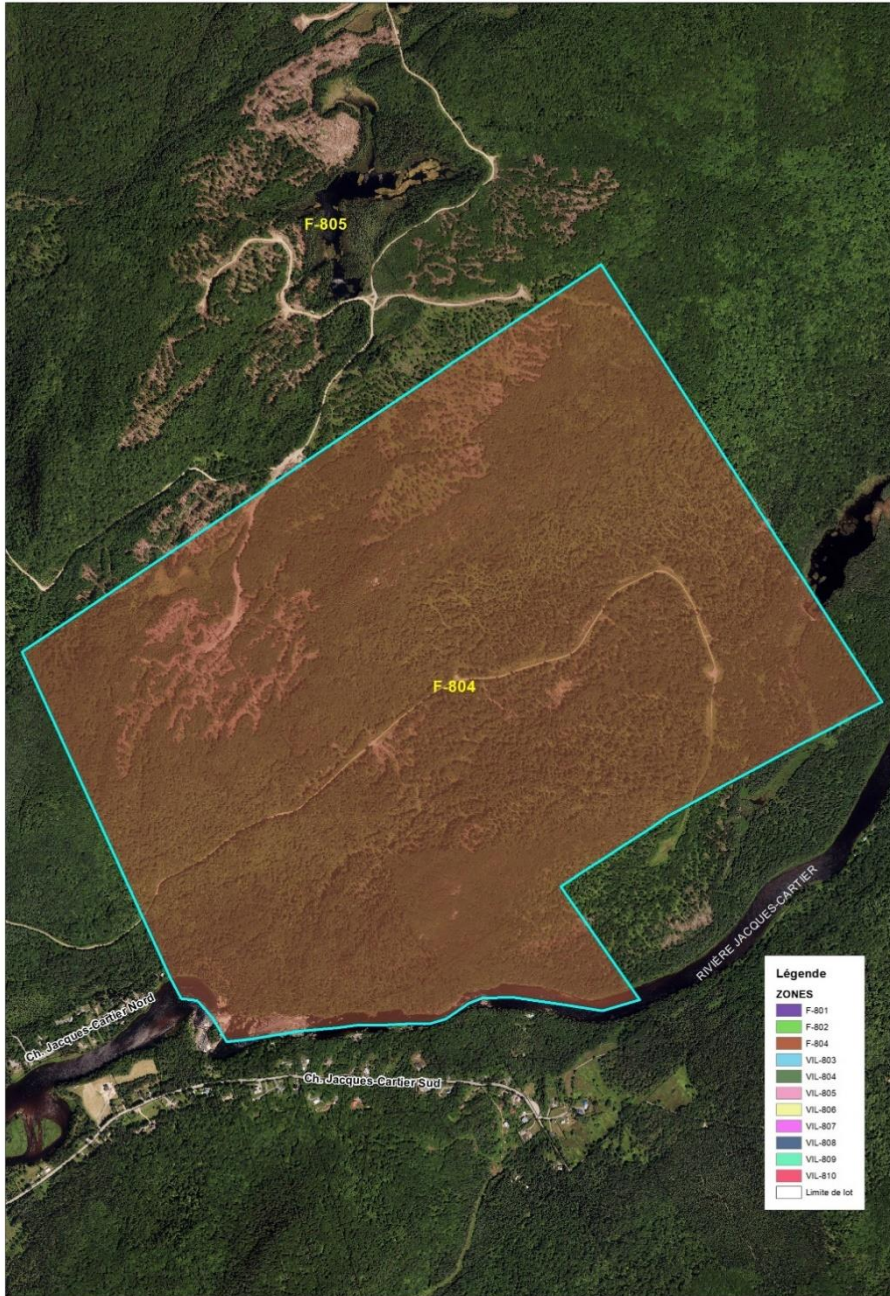 F-805
F-804
RIVIÈRE JACQUES-CARTIER
Ch. Jacques-Cartier Nord
Ch. Jacques-Cartier Sud
Légende
ZONES
F-801
F-802
F-804
VIL-803
VIL-804
VIL-805
VIL-806
VIL-807
VIL-808
VIL-809
VIL-810
Limite de lot